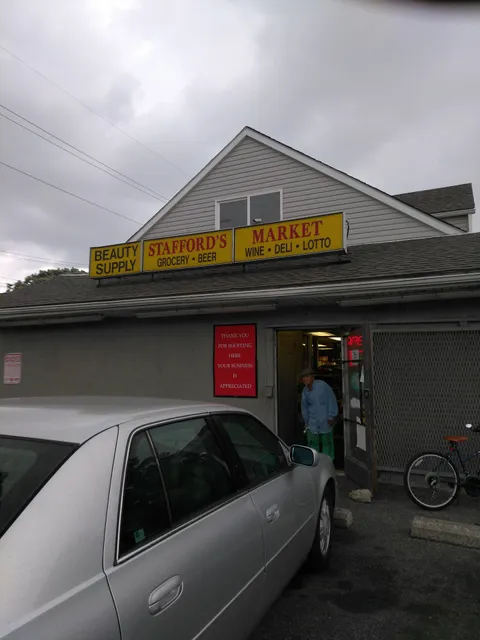 BEAUTY
SUPPLY
STAFFORD'S
GROCERY • BEER
MARKET
WINE • DELI • LOTTO
THANK YOU
FOR SHOPPING
HERE
YOUR BUSINESS
IS
APPRECIATED